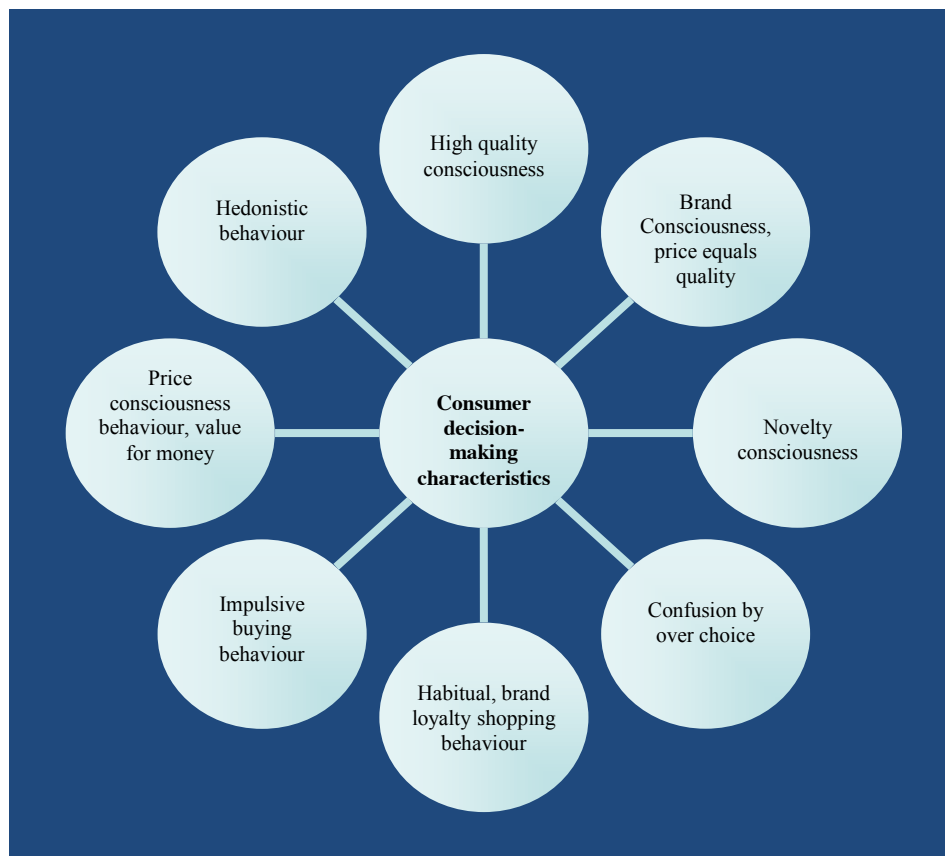 High quality
consciousness
Brand
Consciousness,
price equals
quality
Novelty
consciousness
Confusion by
over choice
Habitual, brand
loyalty shopping
behaviour
Impulsive
buying
behaviour
Price
consciousness
behaviour, value
for money
Hedonistic
behaviour
Consumer
decision-
making
characteristics